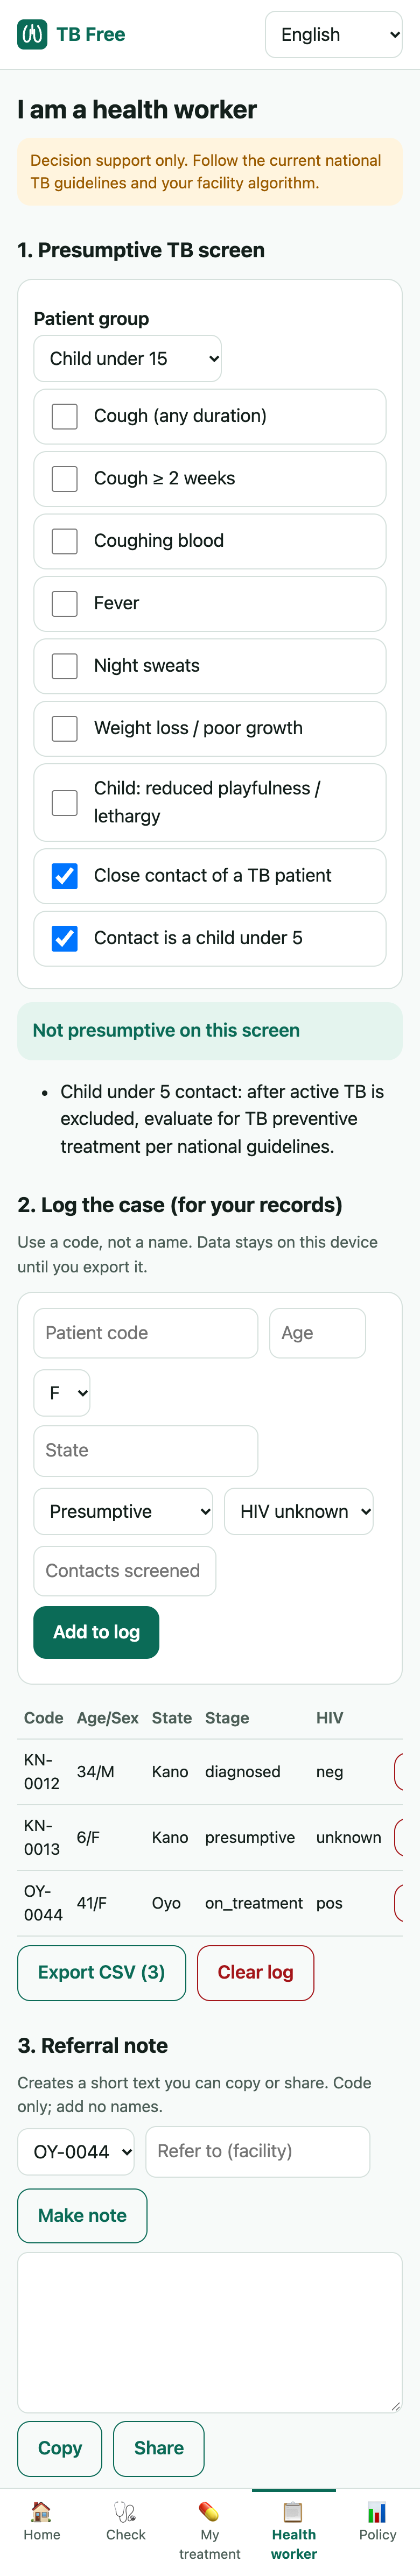 TB Free
English
I am a health worker
Decision support only. Follow the current national
TB guidelines and your facility algorithm.
1. Presumptive TB screen
Patient group
Child under 15
Cough (any duration)
Cough ≥ 2 weeks
Coughing blood
Fever
Night sweats
Weight loss / poor growth
Child: reduced playfulness /
lethargy
Close contact of a TB patient
Contact is a child under 5
Not presumptive on this screen
• Child under 5 contact: after active TB is
excluded, evaluate for TB preventive
treatment per national guidelines.
2. Log the case (for your records)
Use a code, not a name. Data stays on this device
until you export it.
Patient code Age
F
State
Presumptive HIV unknown
Contacts screened
Add to log
Code Age/Sex State Stage HIV
KN-
0012 34/M Kano diagnosed neg
KN-
0013 6/F Kano presumptive unknown
OY-
0044 41/F Oyo on_treatment pos
Export CSV (3) Clear log
3. Referral note
Creates a short text you can copy or share. Code
only; add no names.
OY-0044 Refer to (facility)
Make note
Copy Share
Home Check My
treatment Health
worker Policy